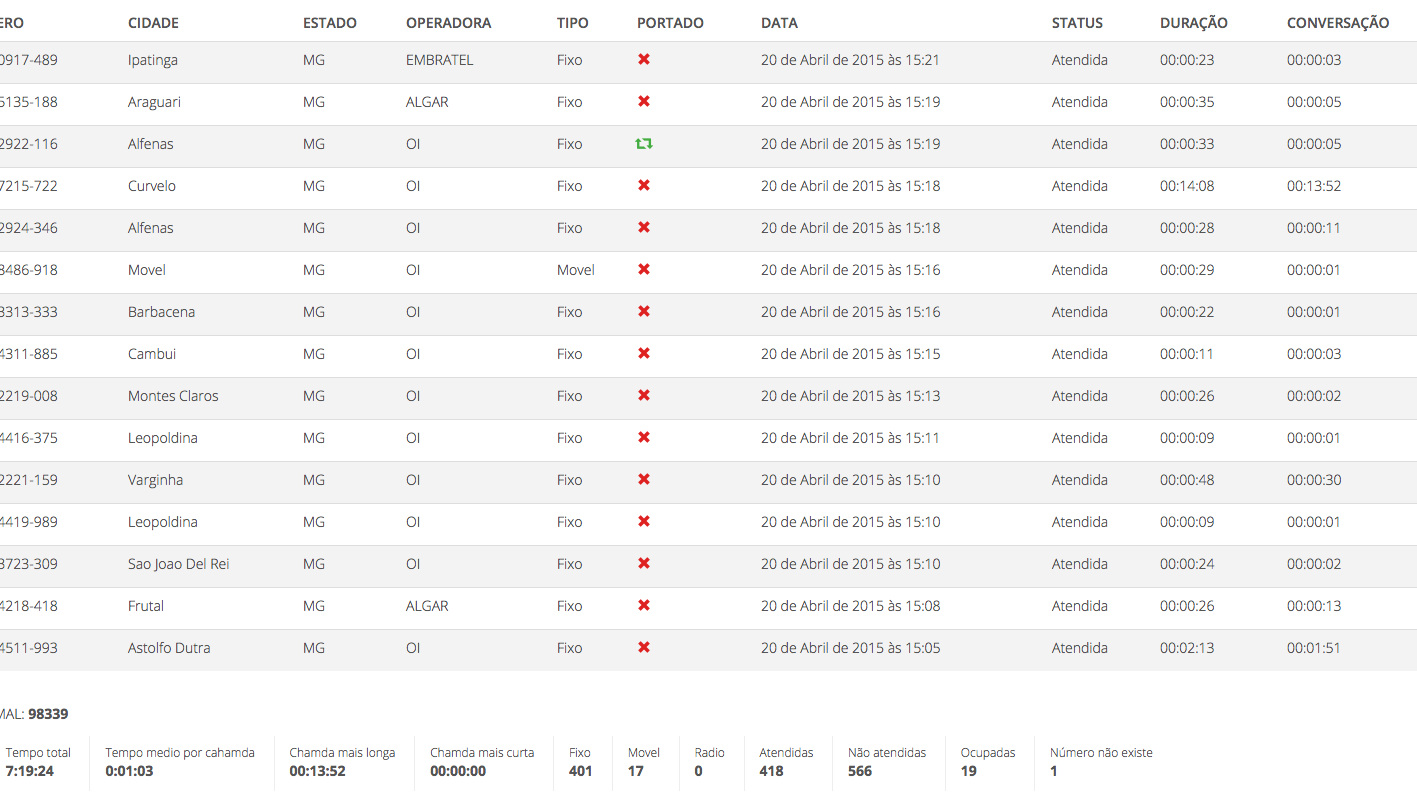 ERO CIDADE ESTADO OPERADORA TIPO PORTADO DATA STATUS DURAÇÃO CONVERSAÇÃO
0917-489 Ipatinga MG EMBRATEL Fixo 20 de Abril de 2015 às 15:21 Atendida 00:00:23 00:00:03
5135-188 Araguari MG ALGAR Fixo 20 de Abril de 2015 às 15:19 Atendida 00:00:35 00:00:05
2922-116 Alfenas MG OI Fixo 20 de Abril de 2015 às 15:19 Atendida 00:00:33 00:00:05
7215-722 Curvelo MG OI Fixo 20 de Abril de 2015 às 15:18 Atendida 00:14:08 00:13:52
2924-346 Alfenas MG OI Fixo 20 de Abril de 2015 às 15:18 Atendida 00:00:28 00:00:11
8486-918 Movel MG OI Movel 20 de Abril de 2015 às 15:16 Atendida 00:00:29 00:00:01
3313-333 Barbacena MG OI Fixo 20 de Abril de 2015 às 15:16 Atendida 00:00:22 00:00:01
4311-885 Cambui MG OI Fixo 20 de Abril de 2015 às 15:15 Atendida 00:00:11 00:00:03
2219-008 Montes Claros MG OI Fixo 20 de Abril de 2015 às 15:13 Atendida 00:00:26 00:00:02
4416-375 Leopoldina MG OI Fixo 20 de Abril de 2015 às 15:11 Atendida 00:00:09 00:00:01
2221-159 Varginha MG OI Fixo 20 de Abril de 2015 às 15:10 Atendida 00:00:48 00:00:30
4419-989 Leopoldina MG OI Fixo 20 de Abril de 2015 às 15:10 Atendida 00:00:09 00:00:01
3723-309 Sao Joao Del Rei MG OI Fixo 20 de Abril de 2015 às 15:10 Atendida 00:00:24 00:00:02
4218-418 Frutal MG ALGAR Fixo 20 de Abril de 2015 às 15:08 Atendida 00:00:26 00:00:13
4511-993 Astolfo Dutra MG OI Fixo 20 de Abril de 2015 às 15:05 Atendida 00:02:13 00:01:51
MAL: 98339
Tempo total Tempo medio por cahamda Chamda mais longa Chamda mais curta Fixo Movel Radio Atendidas Não atendidas Ocupadas Número não existe
7:19:24 0:01:03 00:13:52 00:00:00 401 17 0 418 566 19 1